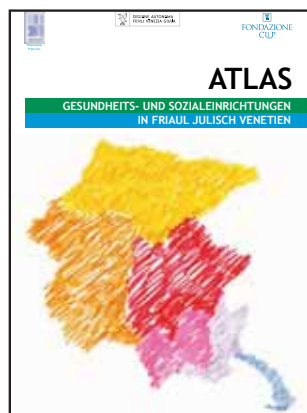 REGIONE AUTONOMA
FRIULI VENEZIA GIULIA
FONDAZIONE
CRUP
ATLAS
GESUNDHEITS- UND SOZIALEINRICHTUNGEN
IN FRIAUL JULISCH VENETIEN